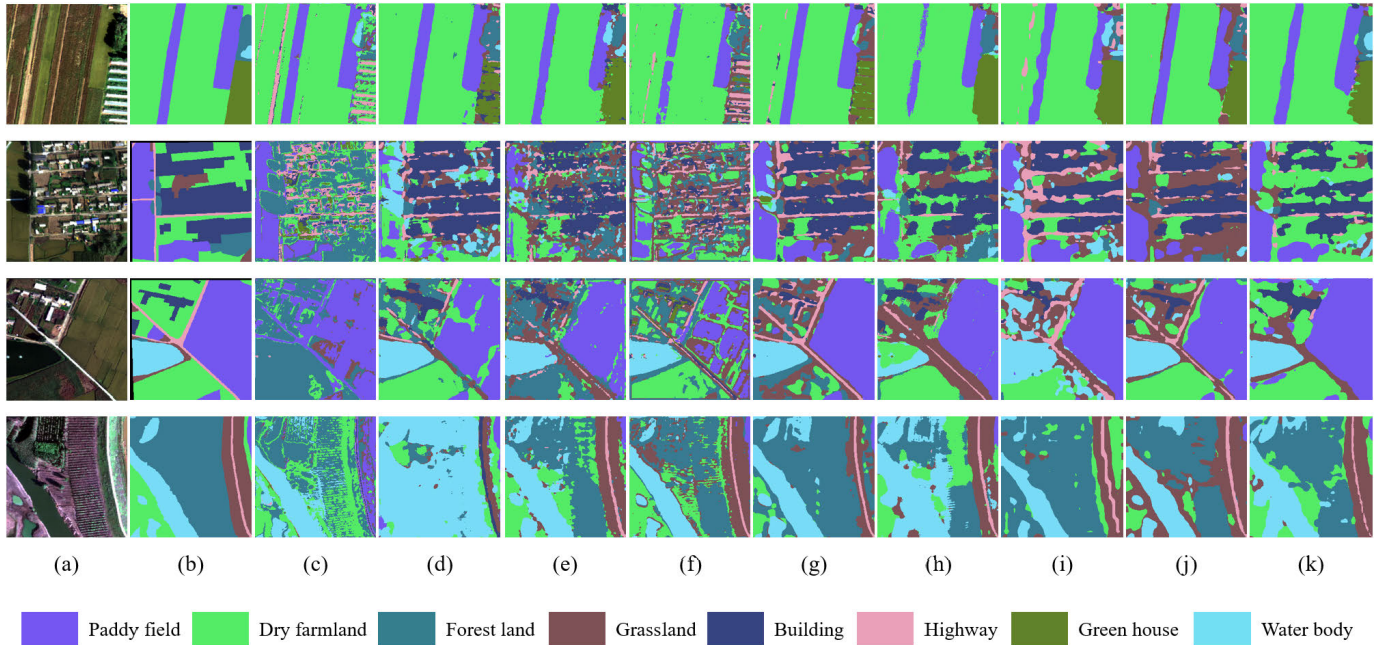 (a) (b) (c) (d) (e) (f) (g) (h) (i) (j) (k)
Paddy field Dry farmland Forest land Grassland Building Highway Green house Water body